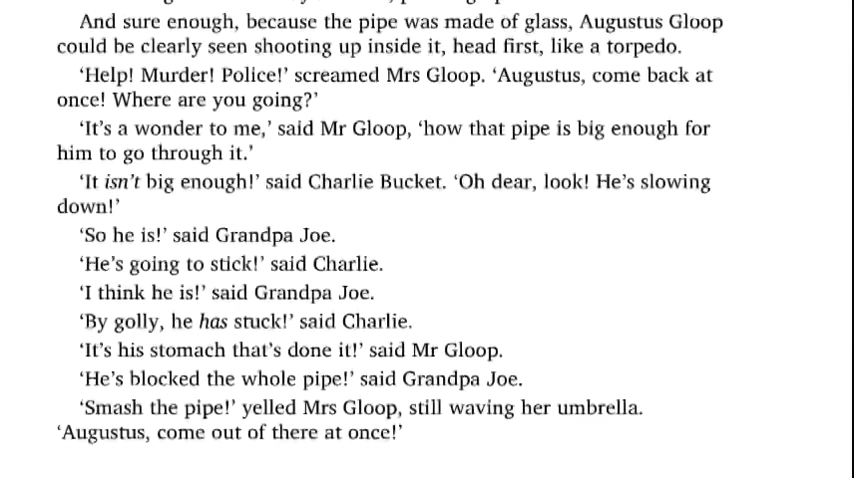 And sure enough, because the pipe was made of glass, Augustus Gloop
could be clearly seen shooting up inside it, head first, like a torpedo.
‘Help! Murder! Police!’ screamed Mrs Gloop. ‘Augustus, come back at
once! Where are you going?’
‘It’s a wonder to me,’ said Mr Gloop, ‘how that pipe is big enough for
him to go through it.’
‘It isn’t big enough!’ said Charlie Bucket. ‘Oh dear, look! He’s slowing
down!’
‘So he is!’ said Grandpa Joe.
‘He’s going to stick!’ said Charlie.
‘I think he is!’ said Grandpa Joe.
‘By golly, he has stuck!’ said Charlie.
‘It’s his stomach that’s done it!’ said Mr Gloop.
‘He’s blocked the whole pipe!’ said Grandpa Joe.
‘Smash the pipe!’ yelled Mrs Gloop, still waving her umbrella.
‘Augustus, come out of there at once!’